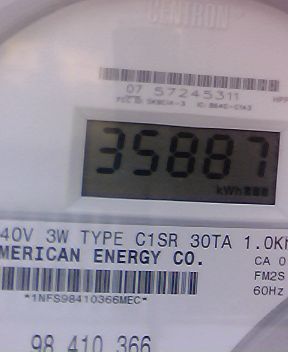 CENTRON
07 57245311
35887
kWh
40V 3W TYPE C1SR 30TA 1.0Kh
MERICAN ENERGY CO.
CA 0
FM2S
60Hz
*1NFS98410366MEC*
98 410 366